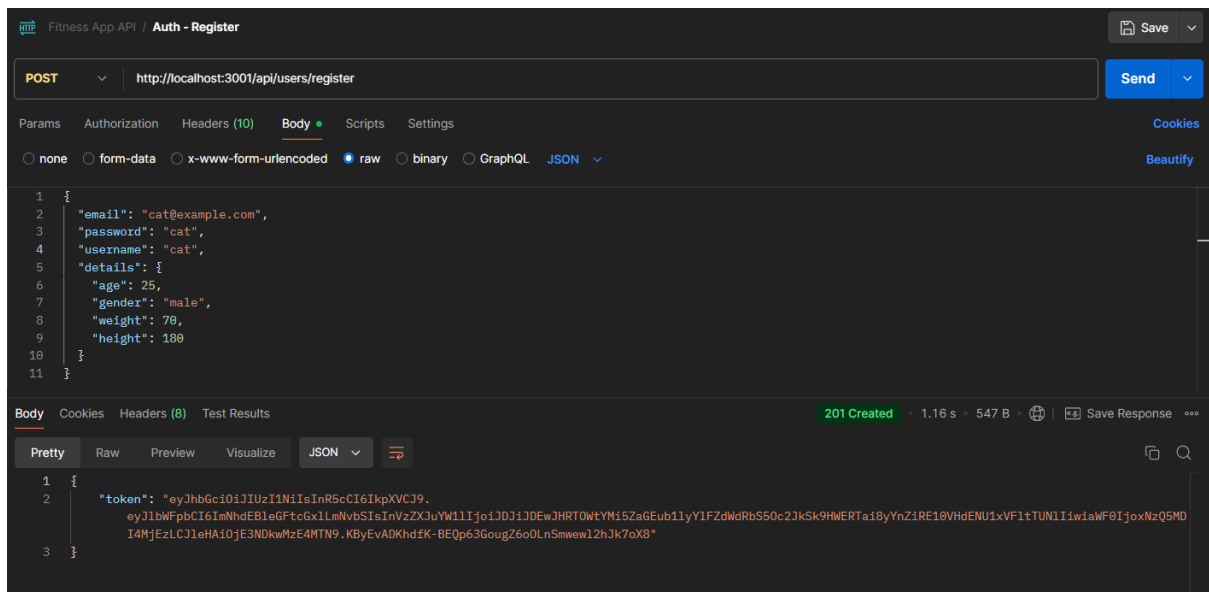 HTTP Fitness App API / Auth - Register Save
POST http://localhost:3001/api/users/register Send
Params Authorization Headers (10) Body Scripts Settings Cookies
none form-data x-www-form-urlencoded raw binary GraphQL JSON Beautify
1 {
2 "email": "cat@example.com",
3 "password": "cat",
4 "username": "cat",
5 "details": {
6 "age": 25,
7 "gender": "male",
8 "weight": 70,
9 "height": 180
10 }
11 }
Body Cookies Headers (8) Test Results 201 Created 1.16 s 547 B e.g. Save Response
Pretty Raw Preview Visualize JSON
1 {
2 "token": "eyJhbGciOiJIUzI1NiIsInR5cCI6IkpXVCJ9.
3 }